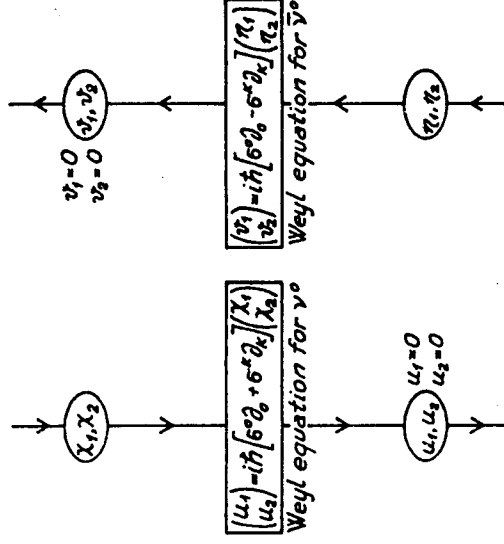 χ₁,χ₂
(u₁ u₂)=iℏ[σ⁰∂₀+σᴷ∂ₖ](χ₁ χ₂)
Weyl equation for ν⁰
u₁,u₂
u₁=0
u₂=0
v₁=0
v₂=0
v₁,v₂
(v₁ v₂)=iℏ[σ⁰∂₀-σᴷ∂ₖ](η₁ η₂)
Weyl equation for ν̄⁰
η₁,η₂